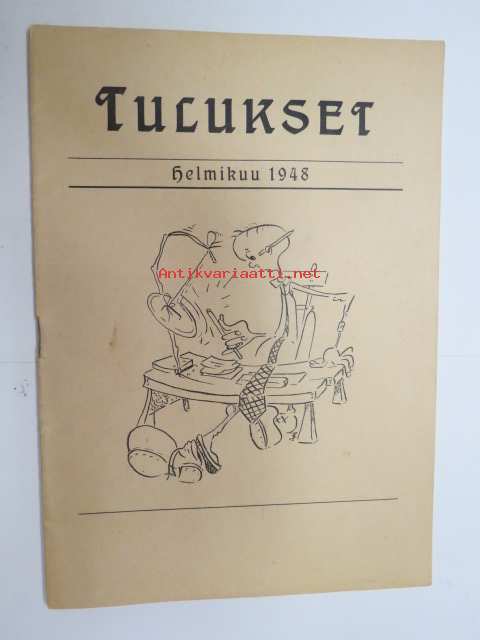 TULUKSET
Helmikuu 1948
Antikvariaatti.net